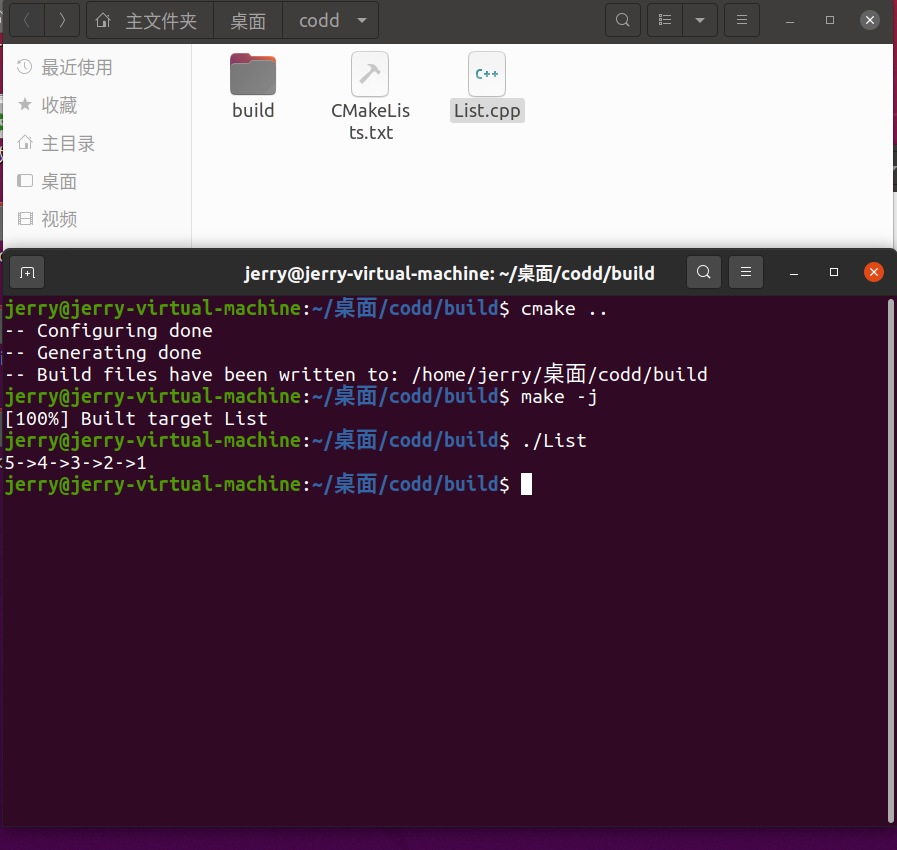 主文件夹 桌面 codd
最近使用
收藏
主目录
桌面
视频
build
CMakeLis
ts.txt
C++
List.cpp
jerry@jerry-virtual-machine: ~/桌面/codd/build
jerry@jerry-virtual-machine:~/桌面/codd/build$ cmake ..
-- Configuring done
-- Generating done
-- Build files have been written to: /home/jerry/桌面/codd/build
jerry@jerry-virtual-machine:~/桌面/codd/build$ make -j
[100%] Built target List
jerry@jerry-virtual-machine:~/桌面/codd/build$ ./List
5->4->3->2->1
jerry@jerry-virtual-machine:~/桌面/codd/build$